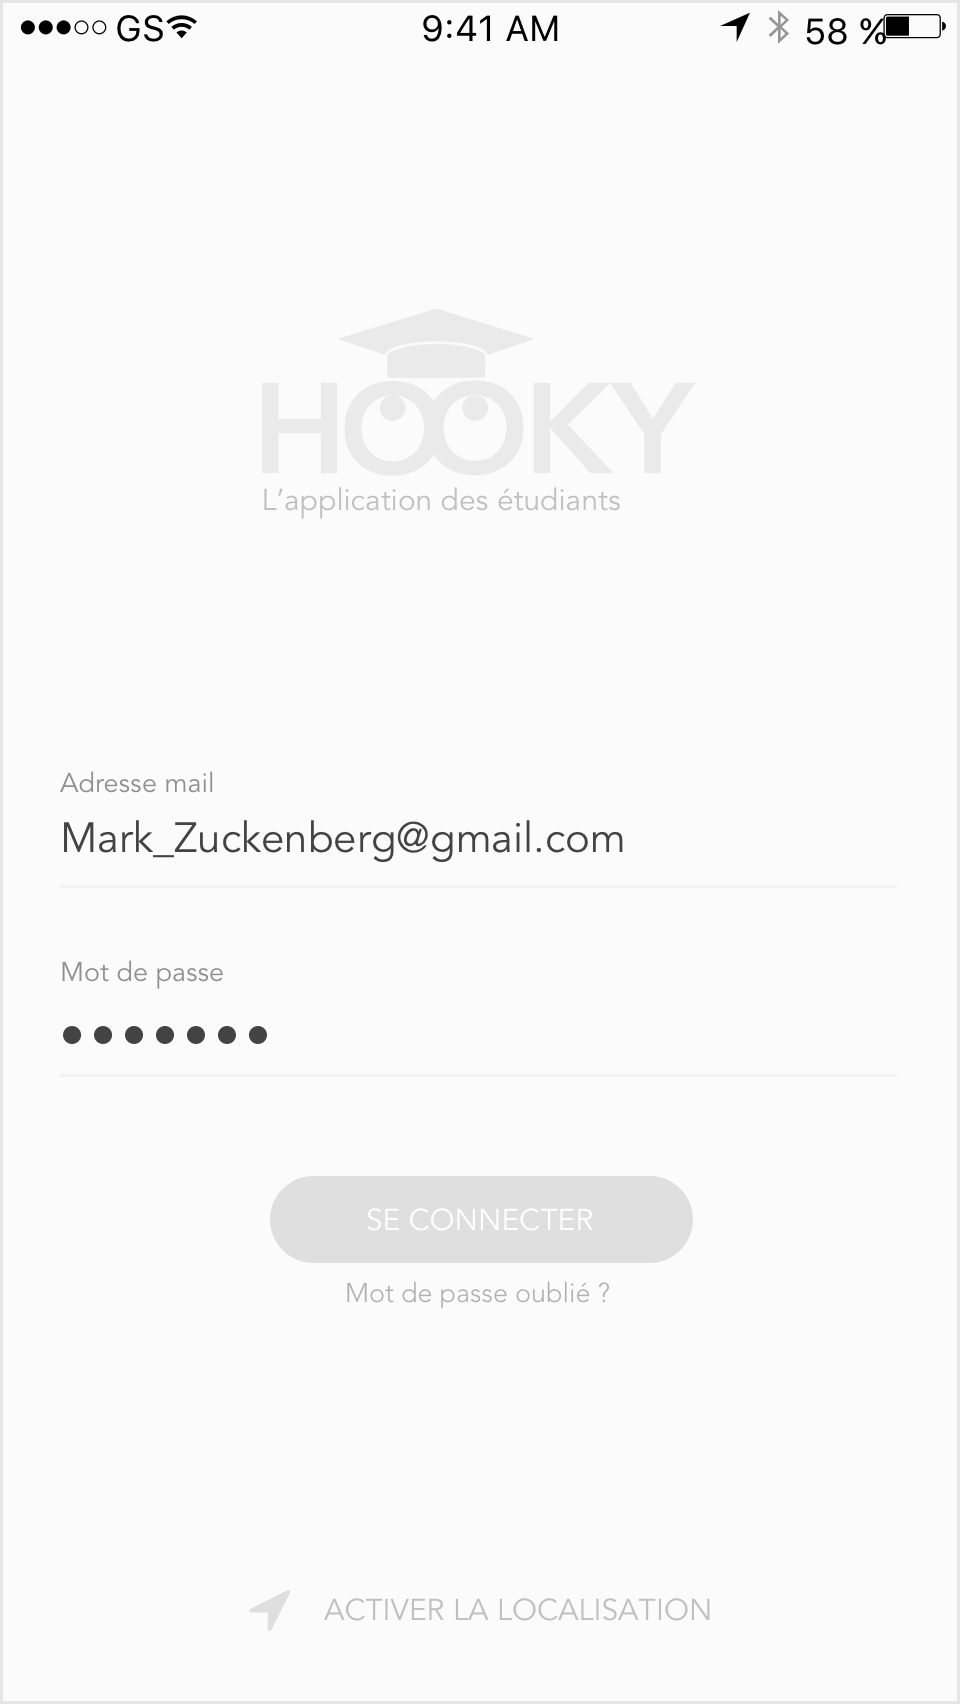 GS 9:41 AM 58 %
HOOKY
L’application des étudiants
Adresse mail
Mark_Zuckenberg@gmail.com
Mot de passe
SE CONNECTER
Mot de passe oublié ?
ACTIVER LA LOCALISATION